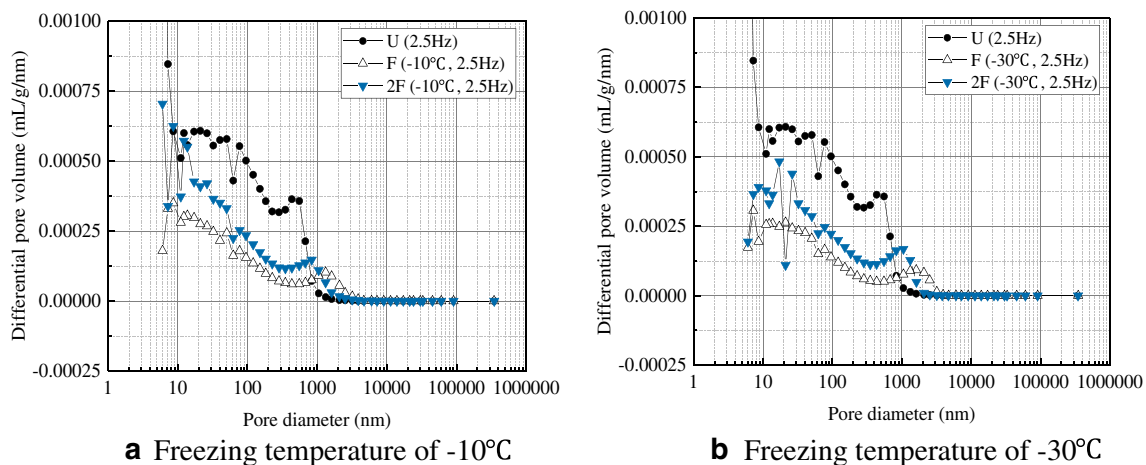 0.00100
0.00075
0.00050
0.00025
0.00000
-0.00025
Differential pore volume (mL/g/nm)
U (2.5Hz)
F (-10℃, 2.5Hz)
2F (-10℃, 2.5Hz)
1 10 100 1000 10000 100000 1000000
Pore diameter (nm)
a Freezing temperature of -10℃
0.00100
0.00075
0.00050
0.00025
0.00000
-0.00025
Differential pore volume (mL/g/nm)
U (2.5Hz)
F (-30℃, 2.5Hz)
2F (-30℃, 2.5Hz)
1 10 100 1000 10000 100000 1000000
Pore diameter (nm)
b Freezing temperature of -30℃